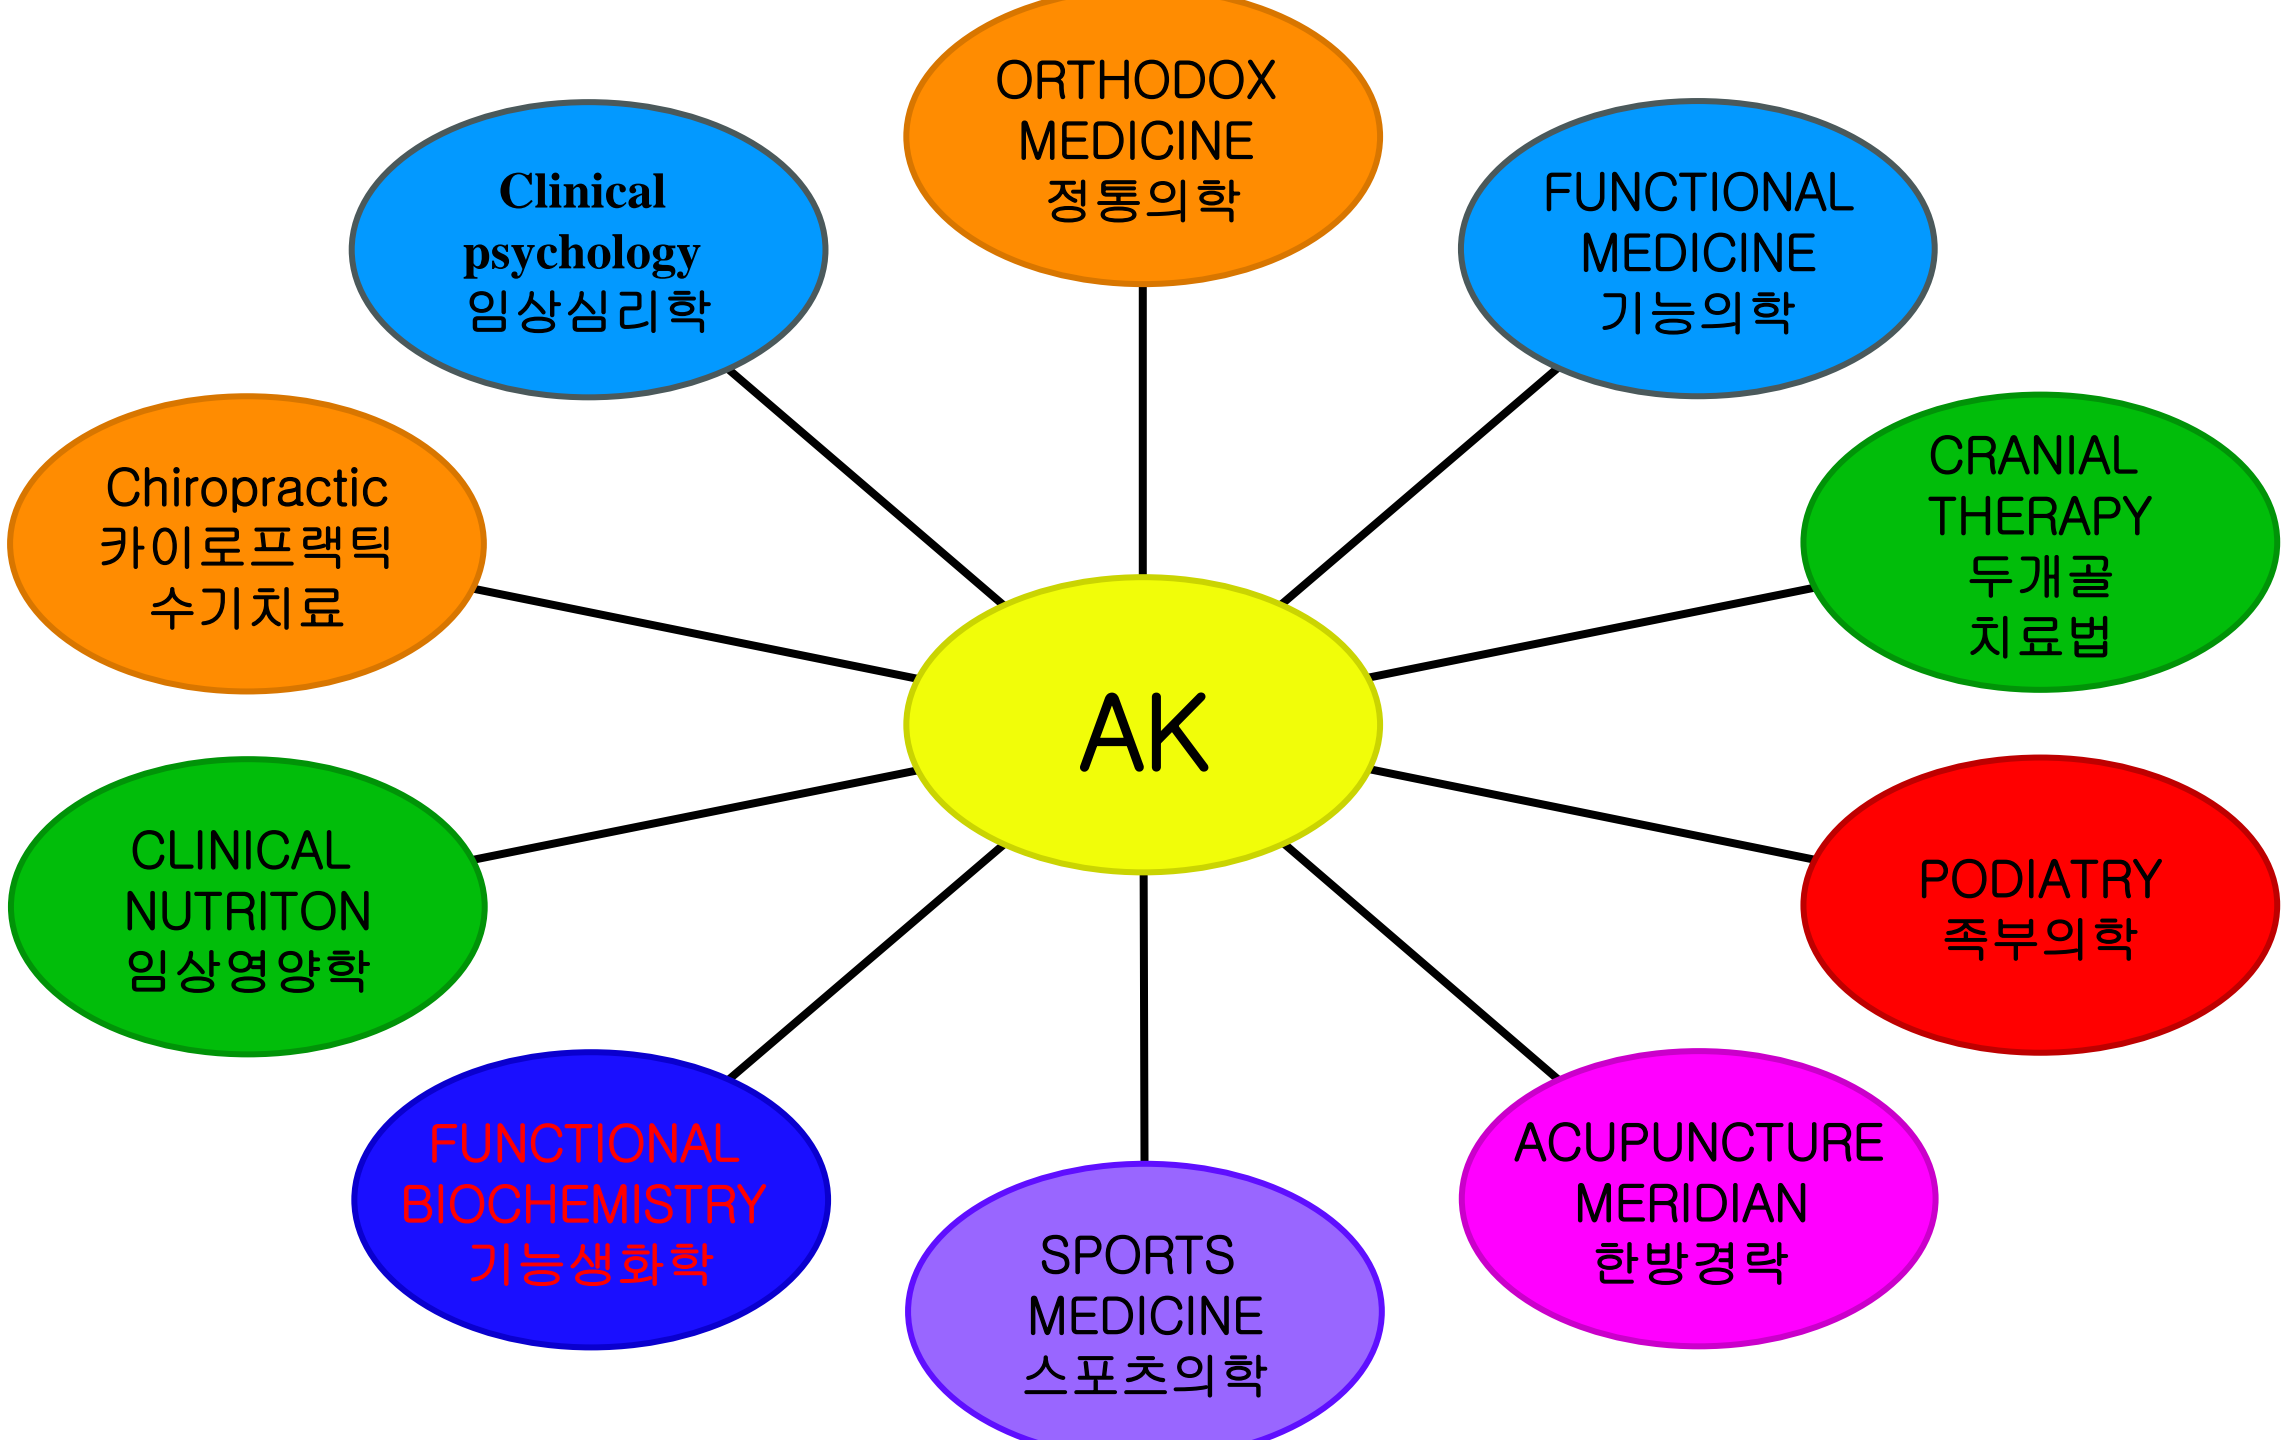 ORTHODOX
MEDICINE
정통의학
Clinical
psychology
임상심리학
FUNCTIONAL
MEDICINE
기능의학
Chiropractic
카이로프랙틱
수기치료
CRANIAL
THERAPY
두개골
치료법
AK
CLINICAL
NUTRITON
임상영양학
PODIATRY
족부의학
FUNCTIONAL
BIOCHEMISTRY
기능생화학
ACUPUNCTURE
MERIDIAN
한방경락
SPORTS
MEDICINE
스포츠의학